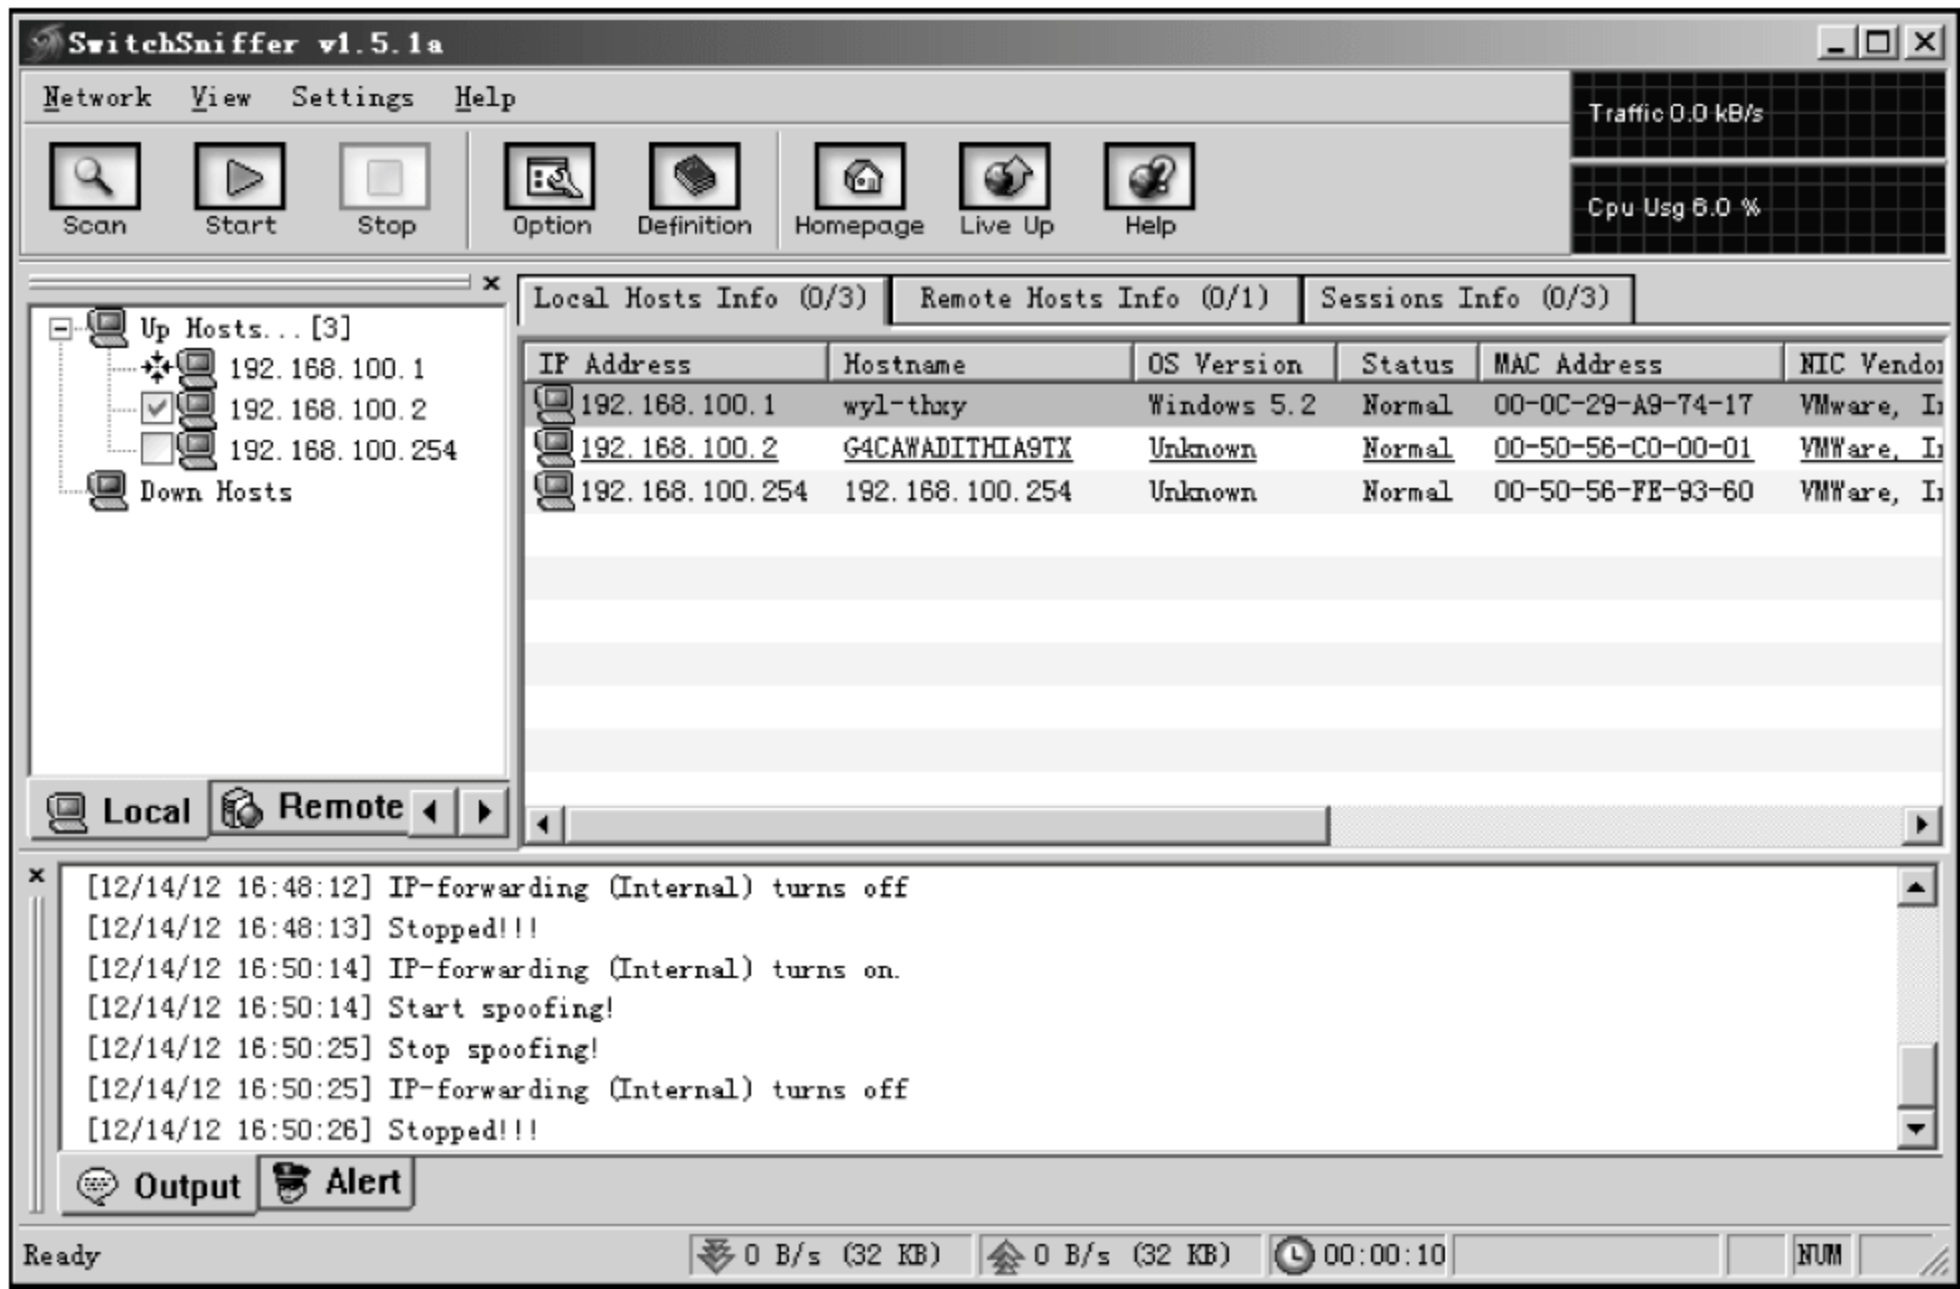 SwitchSniffer v1.5.1a
Network View Settings Help
Traffic 0.0 kB/s
Cpu Usg 6.0 %
Scan Start Stop Option Definition Homepage Live Up Help
Up Hosts...[3]
192.168.100.1
192.168.100.2
192.168.100.254
Down Hosts
Local Remote
Local Hosts Info (0/3) Remote Hosts Info (0/1) Sessions Info (0/3)
IP Address Hostname OS Version Status MAC Address NIC Vendor
192.168.100.1 wyl-thxy Windows 5.2 Normal 00-0C-29-A9-74-17 VMware, In
192.168.100.2 G4CAWADITHIA9TX Unknown Normal 00-50-56-C0-00-01 VMWare, In
192.168.100.254 192.168.100.254 Unknown Normal 00-50-56-FE-93-60 VMWare, In
[12/14/12 16:48:12] IP-forwarding (Internal) turns off
[12/14/12 16:48:13] Stopped!!!
[12/14/12 16:50:14] IP-forwarding (Internal) turns on.
[12/14/12 16:50:14] Start spoofing!
[12/14/12 16:50:25] Stop spoofing!
[12/14/12 16:50:25] IP-forwarding (Internal) turns off
[12/14/12 16:50:26] Stopped!!!
Output Alert
Ready 0 B/s (32 KB) 0 B/s (32 KB) 00:00:10 NUM